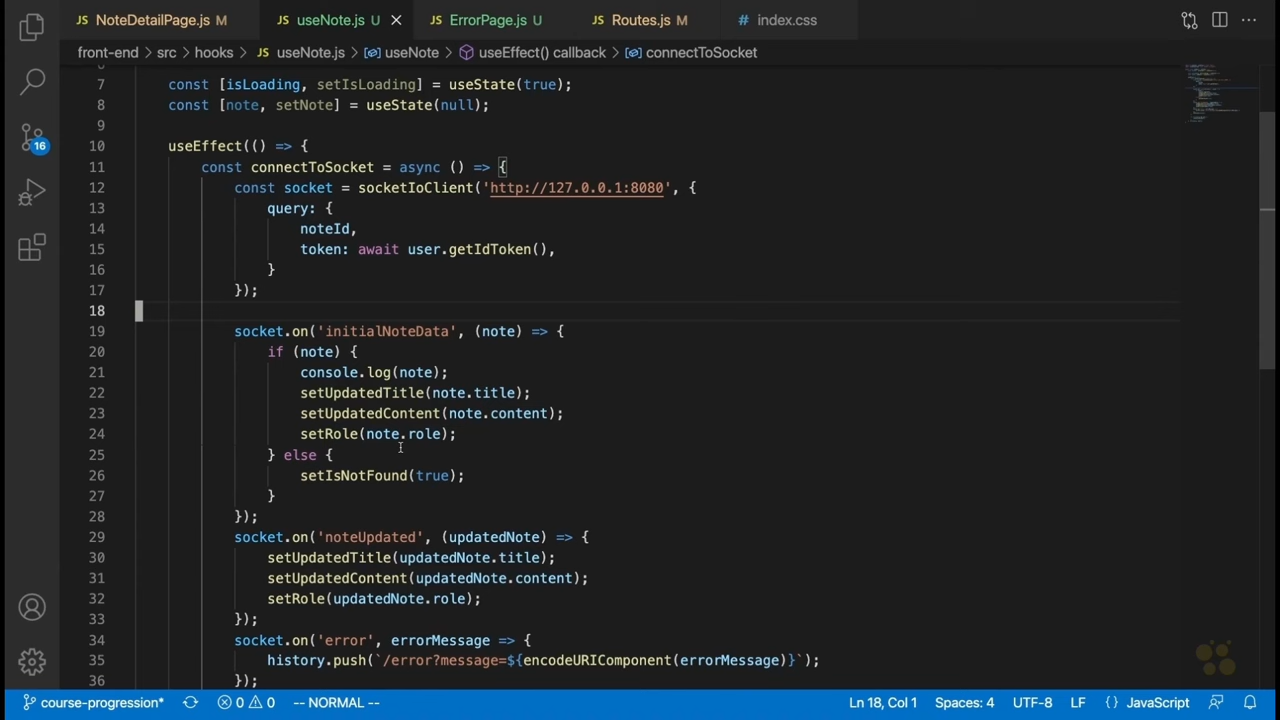 NoteDetailPage.js M
useNote.js U
ErrorPage.js U
Routes.js M
index.css
front-end > src > hooks > useNote.js > useNote > useEffect() callback > connectToSocket
7 const [isLoading, setIsLoading] = useState(true);
8 const [note, setNote] = useState(null);
9
10 useEffect(() => {
11 const connectToSocket = async () => {
12 const socket = socketIoClient('http://127.0.0.1:8080', {
13 query: {
14 noteId,
15 token: await user.getIdToken(),
16 }
17 });
18
19 socket.on('initialNoteData', (note) => {
20 if (note) {
21 console.log(note);
22 setUpdatedTitle(note.title);
23 setUpdatedContent(note.content);
24 setRole(note.role);
25 } else {
26 setIsNotFound(true);
27 }
28 });
29 socket.on('noteUpdated', (updatedNote) => {
30 setUpdatedTitle(updatedNote.title);
31 setUpdatedContent(updatedNote.content);
32 setRole(updatedNote.role);
33 });
34 socket.on('error', errorMessage => {
35 history.push(`/error?message=${encodeURIComponent(errorMessage)}`);
36 });
16
course-progression* 0 0 -- NORMAL -- Ln 18, Col 1 Spaces: 4 UTF-8 LF {} JavaScript